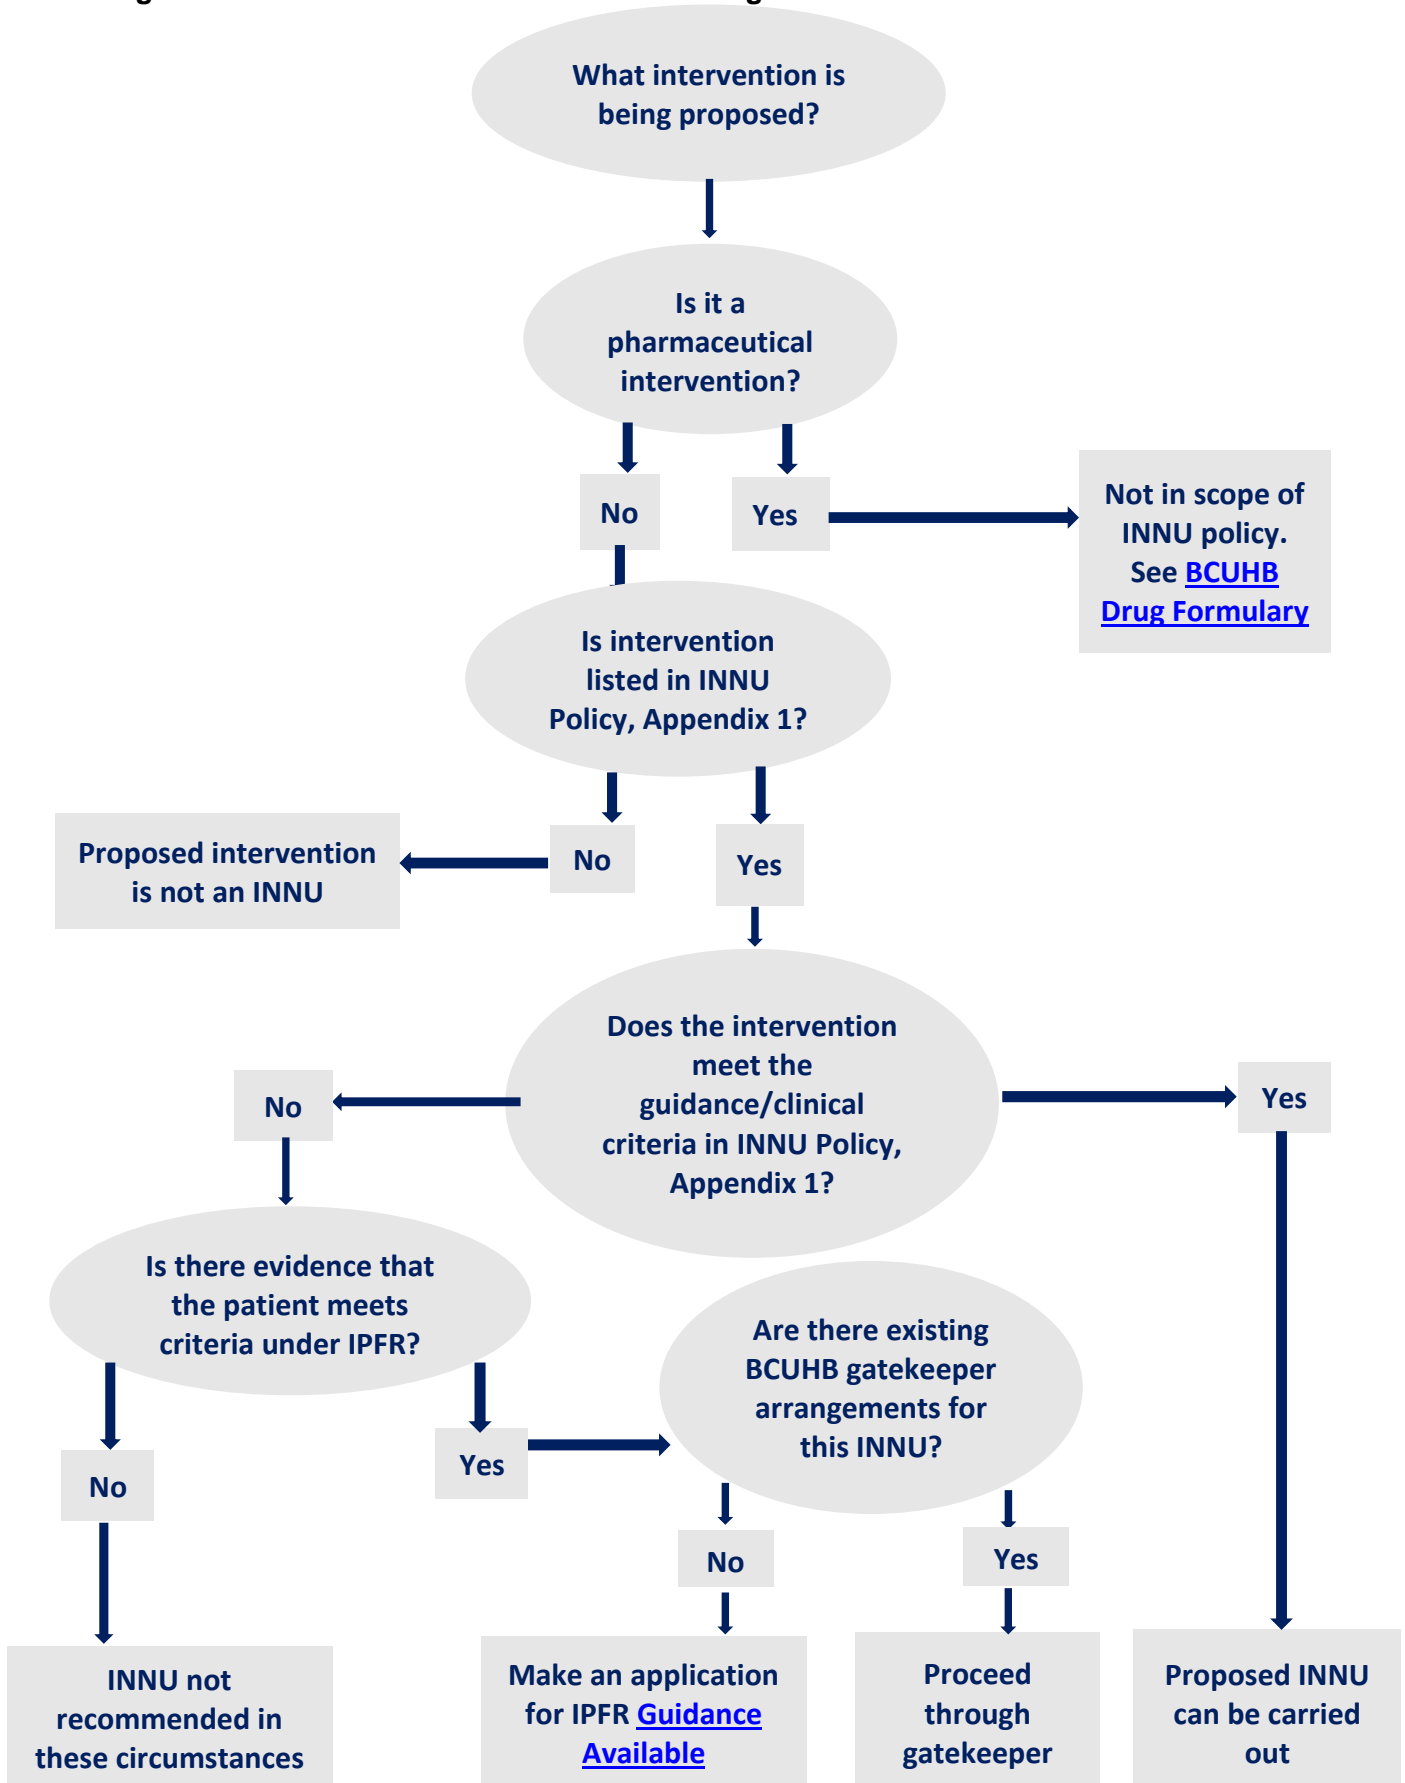 What intervention is
being proposed?
Is it a
pharmaceutical
intervention?
No
Yes
Not in scope of
INNU policy.
See BCUHB
Drug Formulary
Is intervention
listed in INNU
Policy, Appendix 1?
Proposed intervention
is not an INNU
No
Yes
Does the intervention
meet the
guidance/clinical
criteria in INNU Policy,
Appendix 1?
No
Yes
Is there evidence that
the patient meets
criteria under IPFR?
Are there existing
BCUHB gatekeeper
arrangements for
this INNU?
No
Yes
No
Yes
INNU not
recommended in
these circumstances
Make an application
for IPFR Guidance
Available
Proceed
through
gatekeeper
Proposed INNU
can be carried
out